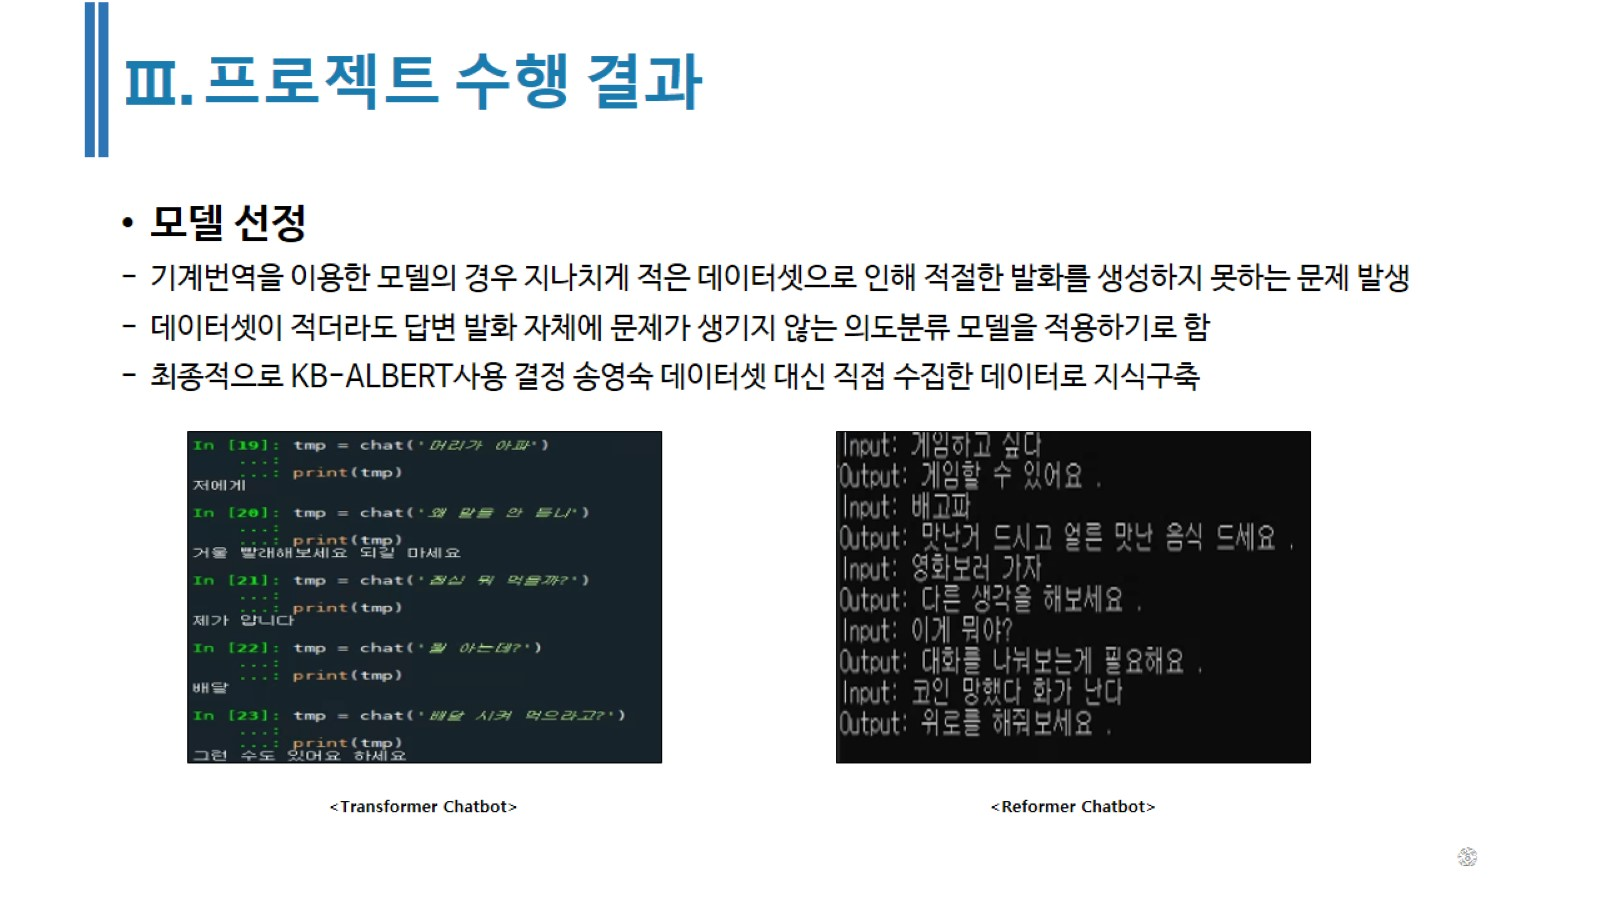 Ⅲ. 프로젝트 수행 결과
• 모델 선정
- 기계번역을 이용한 모델의 경우 지나치게 적은 데이터셋으로 인해 적절한 발화를 생성하지 못하는 문제 발생
- 데이터셋이 적더라도 답변 발화 자체에 문제가 생기지 않는 의도분류 모델을 적용하기로 함
- 최종적으로 KB-ALBERT사용 결정 송영숙 데이터셋 대신 직접 수집한 데이터로 지식구축
In [19]: tmp = chat('머리가 아파')
...:
...: print(tmp)
저에게
In [20]: tmp = chat('왜 말을 안 듣니')
...:
...: print(tmp)
거울 빨래해보세요 되길 마세요
In [21]: tmp = chat('점심 뭐 먹을까?')
...:
...: print(tmp)
제가 압니다
In [22]: tmp = chat('뭘 아는데?')
...:
...: print(tmp)
배달
In [23]: tmp = chat('배달 시켜 먹으라고?')
...:
...: print(tmp)
그런 수도 있어요 하세요
<Transformer Chatbot>
Input: 게임하고 싶다
Output: 게임할 수 있어요 .
Input: 배고파
Output: 맛난거 드시고 얼른 맛난 음식 드세요 .
Input: 영화보러 가자
Output: 다른 생각을 해보세요 .
Input: 이게 뭐야?
Output: 대화를 나눠보는게 필요해요 .
Input: 코인 망했다 화가 난다
Output: 위로를 해줘보세요 .
<Reformer Chatbot>